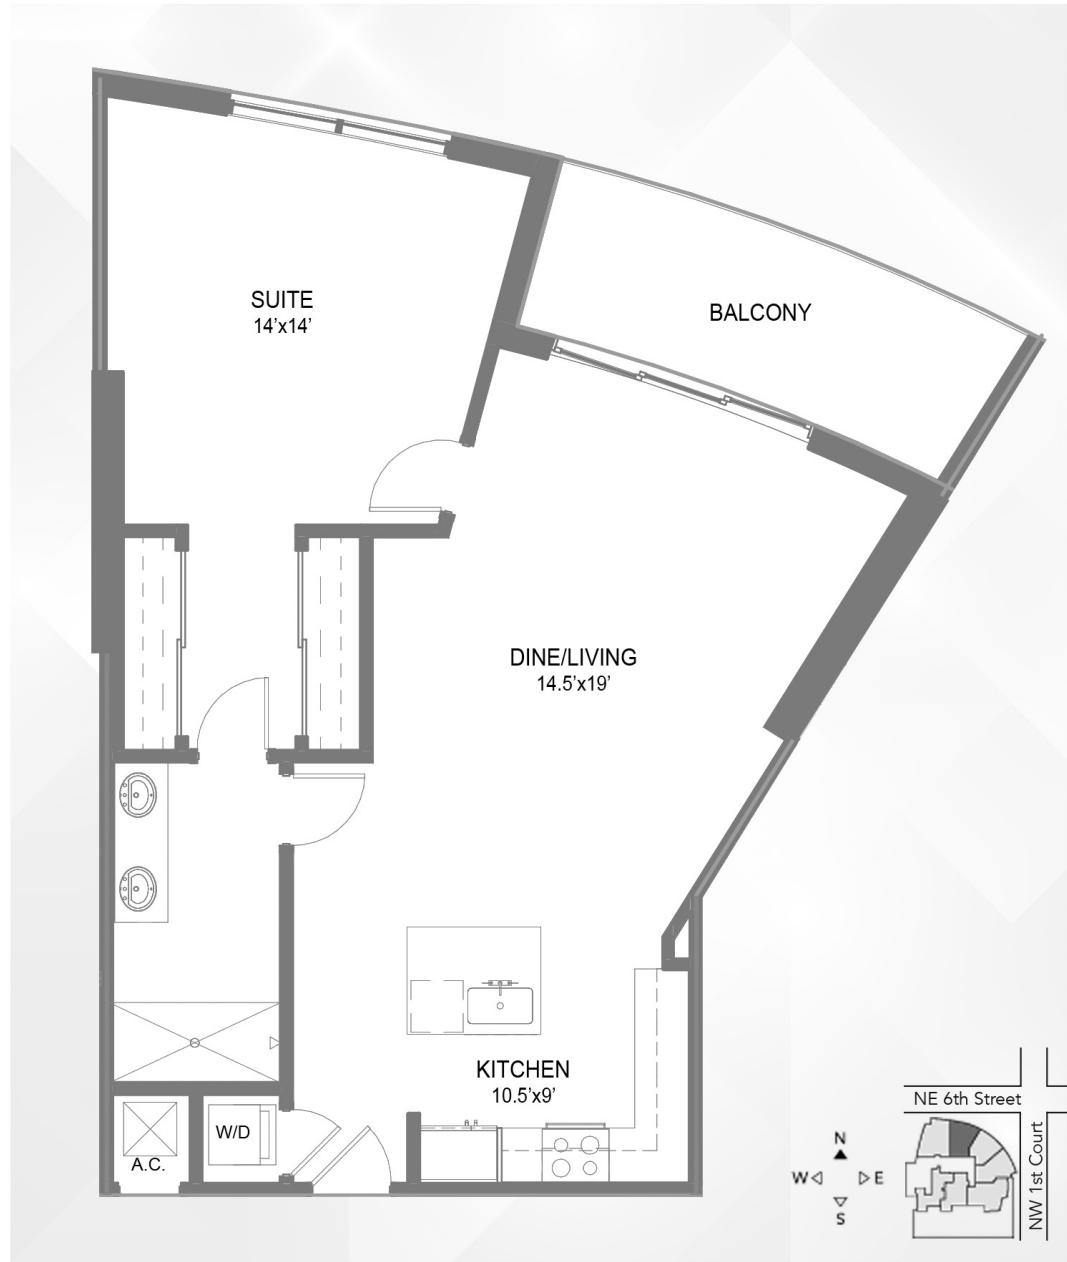 SUITE
14’x14’
BALCONY
DINE/LIVING
14.5’x19’
KITCHEN
10.5’x9’
W/D
A.C.
NE 6th Street
NW 1st Court
N
W E
S